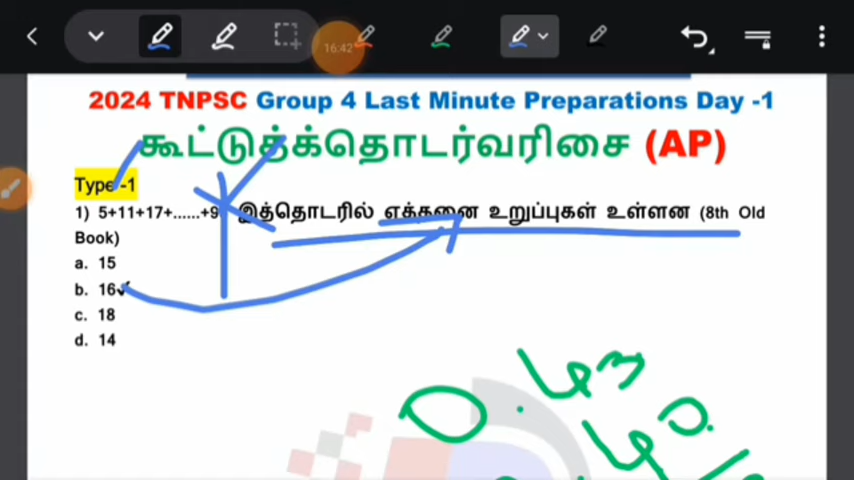 16:42
2024 TNPSC Group 4 Last Minute Preparations Day -1
கூட்டுத்க்தொடர்வரிசை (AP)
Type -1
1) 5+11+17+......+9 இத்தொடரில் எத்தனை உறுப்புகள் உள்ளன (8th Old
Book)
a. 15
b. 16✓
c. 18
d. 14